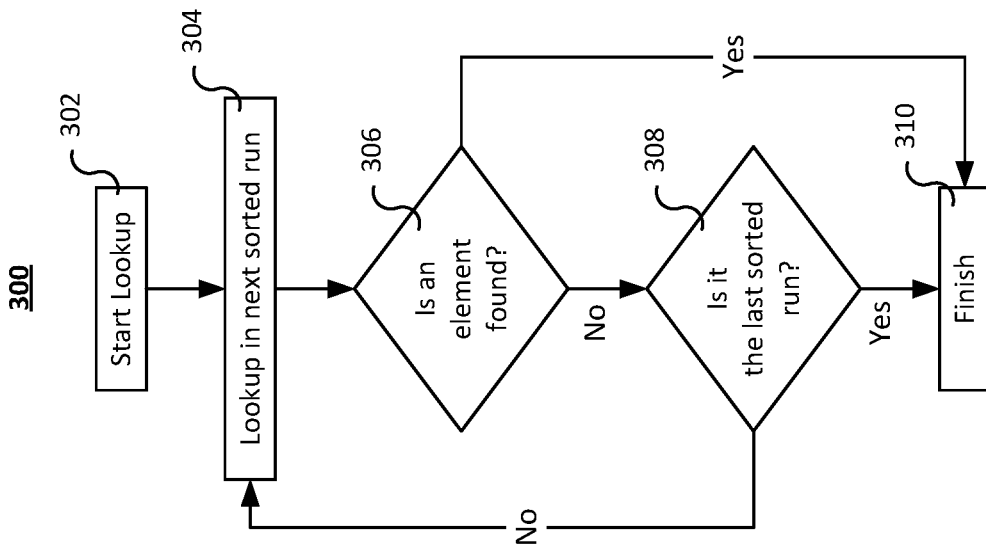 300
302
Start Lookup
304
Lookup in next sorted run
306
Is an
element
found?
Yes
No
308
Is it
the last sorted
run?
No
Yes
310
Finish